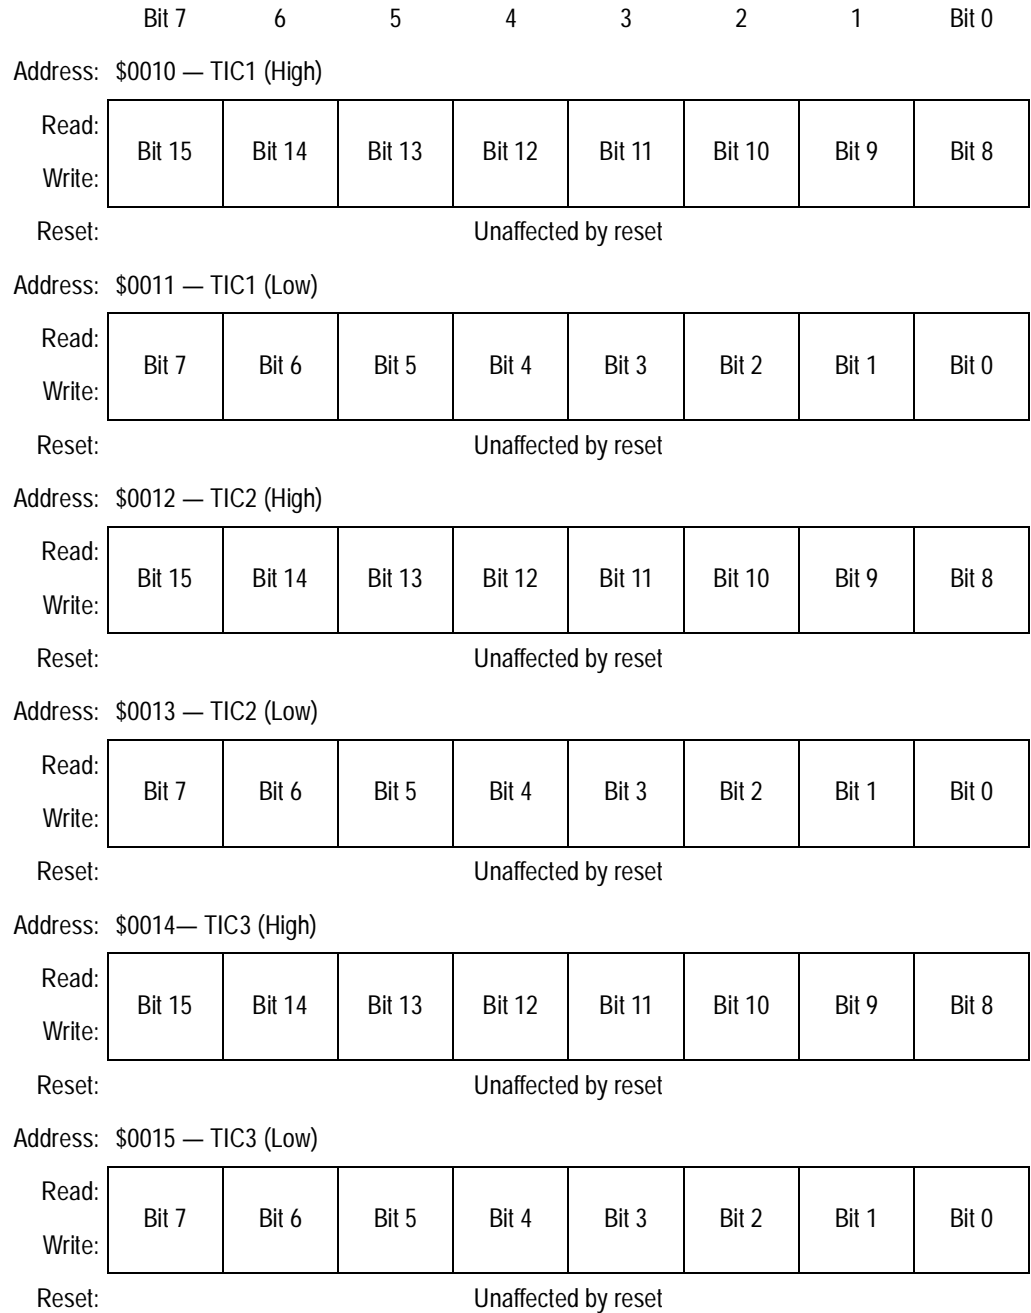 Bit 7 6 5 4 3 2 1 Bit 0
Address: $0010 — TIC1 (High)
Read:
Bit 15 Bit 14 Bit 13 Bit 12 Bit 11 Bit 10 Bit 9 Bit 8
Write:
Reset: Unaffected by reset
Address: $0011 — TIC1 (Low)
Read:
Bit 7 Bit 6 Bit 5 Bit 4 Bit 3 Bit 2 Bit 1 Bit 0
Write:
Reset: Unaffected by reset
Address: $0012 — TIC2 (High)
Read:
Bit 15 Bit 14 Bit 13 Bit 12 Bit 11 Bit 10 Bit 9 Bit 8
Write:
Reset: Unaffected by reset
Address: $0013 — TIC2 (Low)
Read:
Bit 7 Bit 6 Bit 5 Bit 4 Bit 3 Bit 2 Bit 1 Bit 0
Write:
Reset: Unaffected by reset
Address: $0014— TIC3 (High)
Read:
Bit 15 Bit 14 Bit 13 Bit 12 Bit 11 Bit 10 Bit 9 Bit 8
Write:
Reset: Unaffected by reset
Address: $0015 — TIC3 (Low)
Read:
Bit 7 Bit 6 Bit 5 Bit 4 Bit 3 Bit 2 Bit 1 Bit 0
Write:
Reset: Unaffected by reset